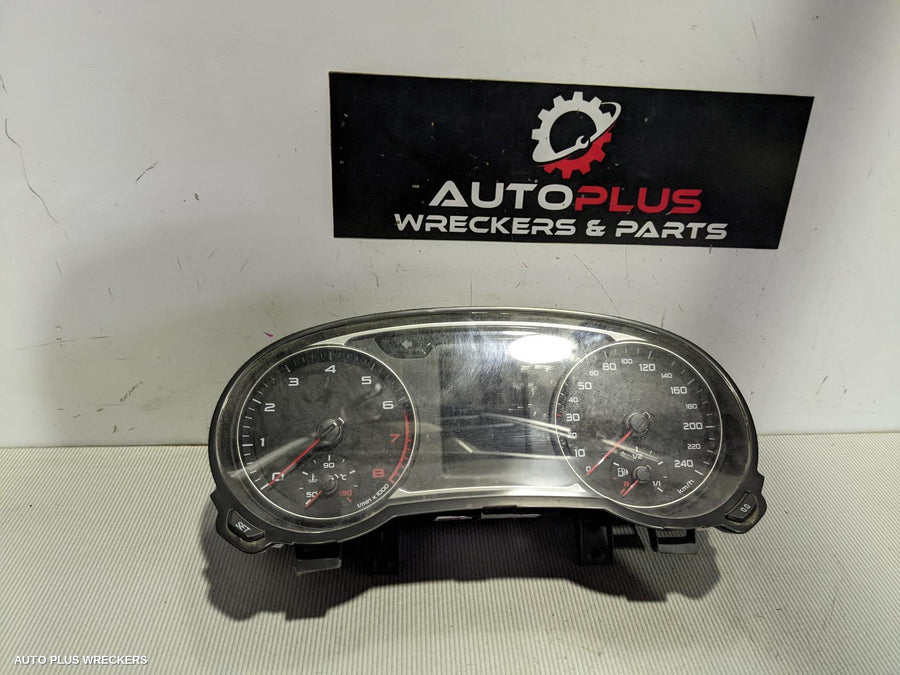 AUTOPLUS
WRECKERS & PARTS
1 2 3 4 5 6 7 8
1/min x 1000
50 90 130
°C
0 10 30 40 50 60 80 100 120 140 160 180 200 220 240
km/h
R 1/2 1/1
SET
0.0
AUTO PLUS WRECKERS